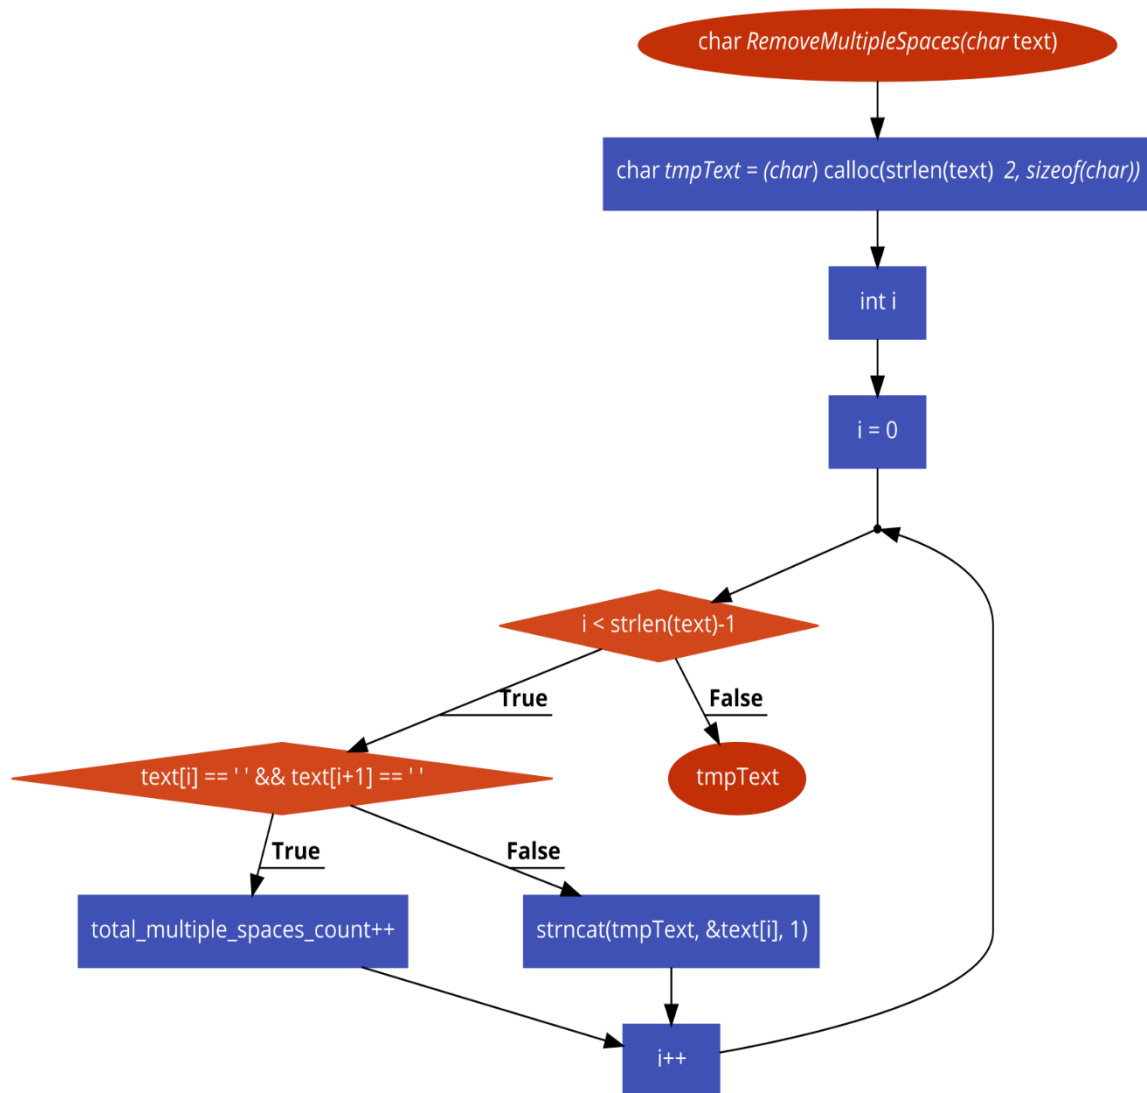 char RemoveMultipleSpaces(char text)
char tmpText = (char) calloc(strlen(text)  2, sizeof(char))
int i
i = 0
i < strlen(text)-1
True
False
text[i] == ' ' && text[i+1] == ' '
tmpText
True
False
total_multiple_spaces_count++
strncat(tmpText, &text[i], 1)
i++